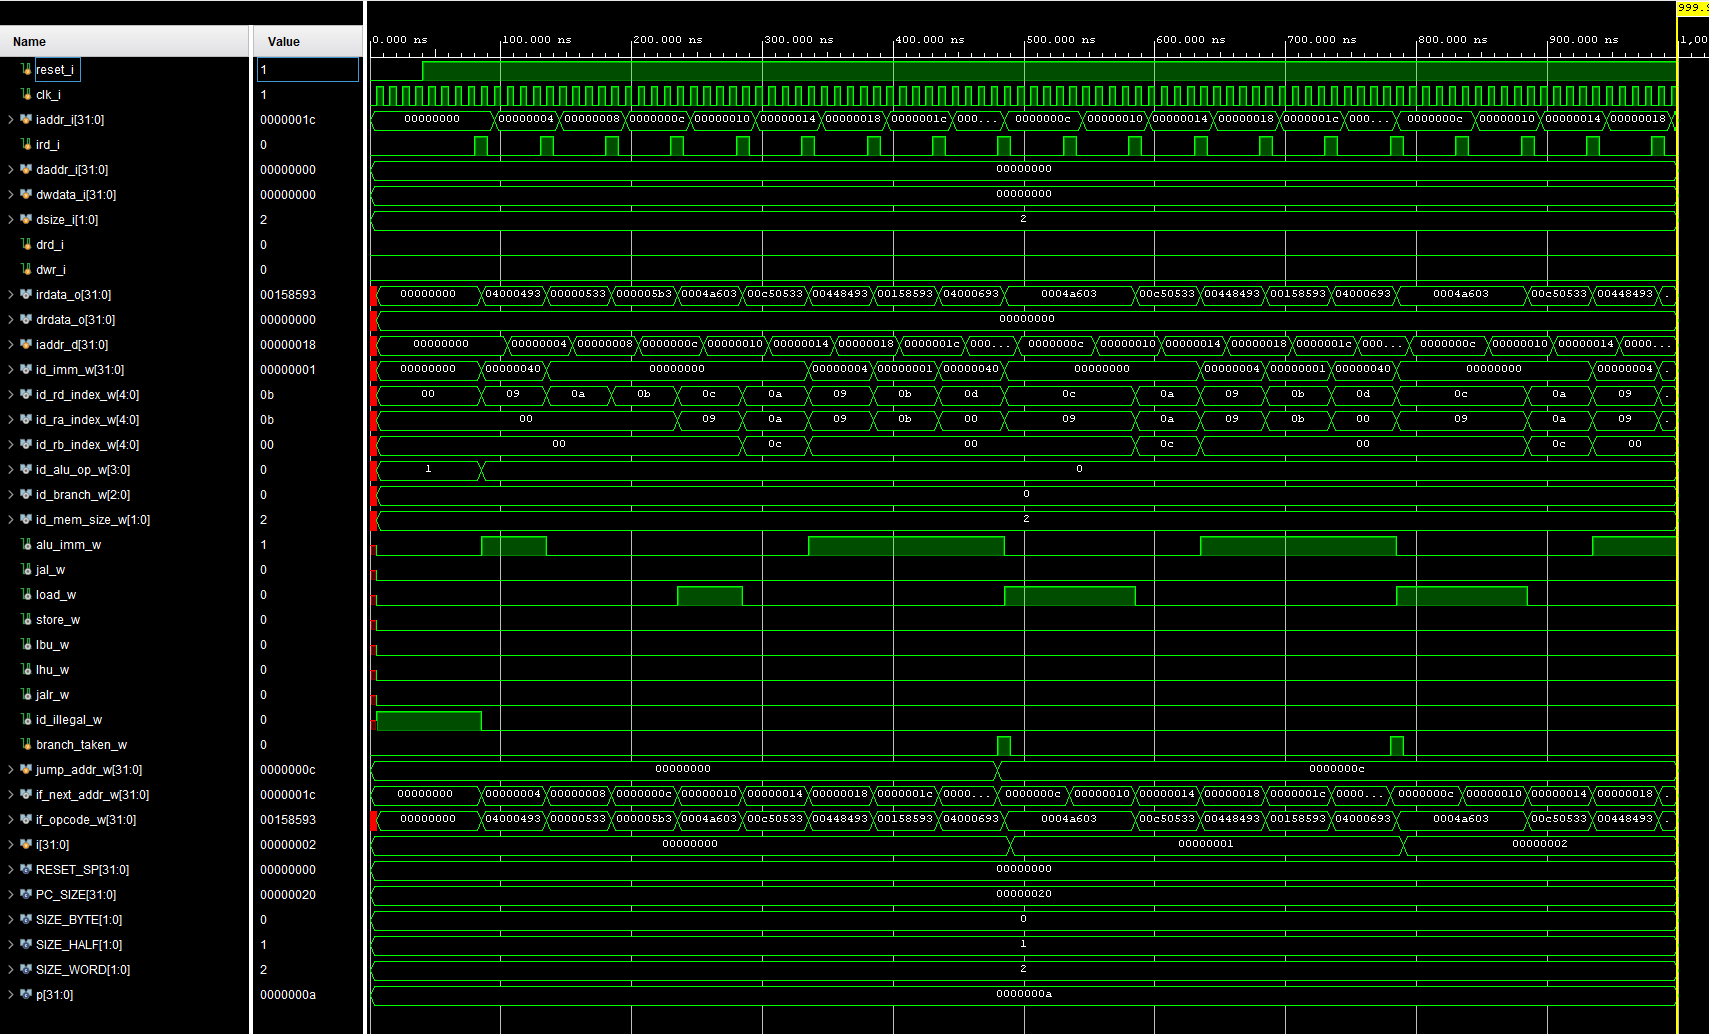 999.9
Name Value 0.000 ns 100.000 ns 200.000 ns 300.000 ns 400.000 ns 500.000 ns 600.000 ns 700.000 ns 800.000 ns 900.000 ns 1,00
reset_i 1
clk_i 1
iaddr_i[31:0] 0000001c 00000000 00000004 00000008 0000000c 00000010 00000014 00000018 0000001c 000... 0000000c 00000010 00000014 00000018 0000001c 000... 0000000c 00000010 00000014 00000018
ird_i 0
daddr_i[31:0] 00000000 00000000
dwdata_i[31:0] 00000000 00000000
dsize_i[1:0] 2 2
drd_i 0
dwr_i 0
irdata_o[31:0] 00158593 00000000 04000493 00000533 000005b3 0004a603 00c50533 00448493 00158593 04000693 0004a603 00c50533 00448493 00158593 04000693 0004a603 00c50533 00448493 .
drdata_o[31:0] 00000000 00000000
iaddr_d[31:0] 00000018 00000000 00000004 00000008 0000000c 00000010 00000014 00000018 0000001c 000... 0000000c 00000010 00000014 00000018 0000001c 000... 0000000c 00000010 00000014 0000...
id_imm_w[31:0] 00000001 00000000 00000040 00000000 00000004 00000001 00000040 00000000 00000004 00000001 00000040 00000000 00000004 .
id_rd_index_w[4:0] 0b 00 09 0a 0b 0c 0a 09 0b 0d 0c 0a 09 0b 0d 0c 0a 09 .
id_ra_index_w[4:0] 0b 00 09 0a 09 0b 00 09 0a 09 0b 00 09 0a 09 .
id_rb_index_w[4:0] 00 00 0c 00 0c 00 0c 00
id_alu_op_w[3:0] 0 1 0
id_branch_w[2:0] 0 0
id_mem_size_w[1:0] 2 2
alu_imm_w 1
jal_w 0
load_w 0
store_w 0
lbu_w 0
lhu_w 0
jalr_w 0
id_illegal_w 0
branch_taken_w 0
jump_addr_w[31:0] 0000000c 00000000 0000000c
if_next_addr_w[31:0] 0000001c 00000000 00000004 00000008 0000000c 00000010 00000014 00000018 0000001c 0000... 0000000c 00000010 00000014 00000018 0000001c 0000... 0000000c 00000010 00000014 00000018 .
if_opcode_w[31:0] 00158593 00000000 04000493 00000533 000005b3 0004a603 00c50533 00448493 00158593 04000693 0004a603 00c50533 00448493 00158593 04000693 0004a603 00c50533 00448493 .
i[31:0] 00000002 00000000 00000001 00000002
RESET_SP[31:0] 00000000 00000000
PC_SIZE[31:0] 00000020 00000020
SIZE_BYTE[1:0] 0 0
SIZE_HALF[1:0] 1 1
SIZE_WORD[1:0] 2 2
p[31:0] 0000000a 0000000a